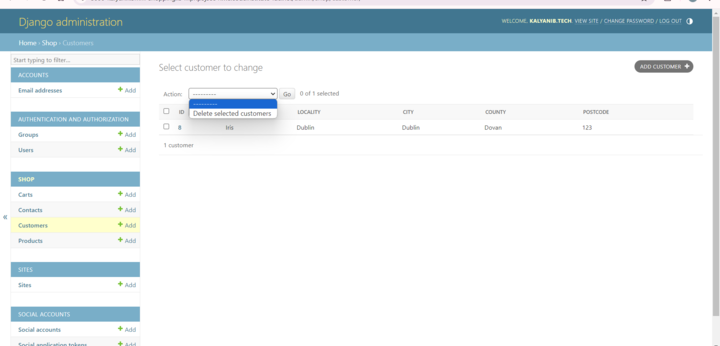 Django administration
WELCOME, KALYANIB.TECH. VIEW SITE / CHANGE PASSWORD / LOG OUT
Home › Shop › Customers
Start typing to filter...
ACCOUNTS
Email addresses + Add
AUTHENTICATION AND AUTHORIZATION
Groups + Add
Users + Add
SHOP
Carts + Add
Contacts + Add
Customers + Add
Products + Add
SITES
Sites + Add
SOCIAL ACCOUNTS
Social accounts + Add
Social application tokens + Add
«
Select customer to change
ADD CUSTOMER +
Action: --------- Go 0 of 1 selected
---------
Delete selected customers
ID LOCALITY CITY COUNTY POSTCODE
8 Iris Dublin Dublin Dovan 123
1 customer